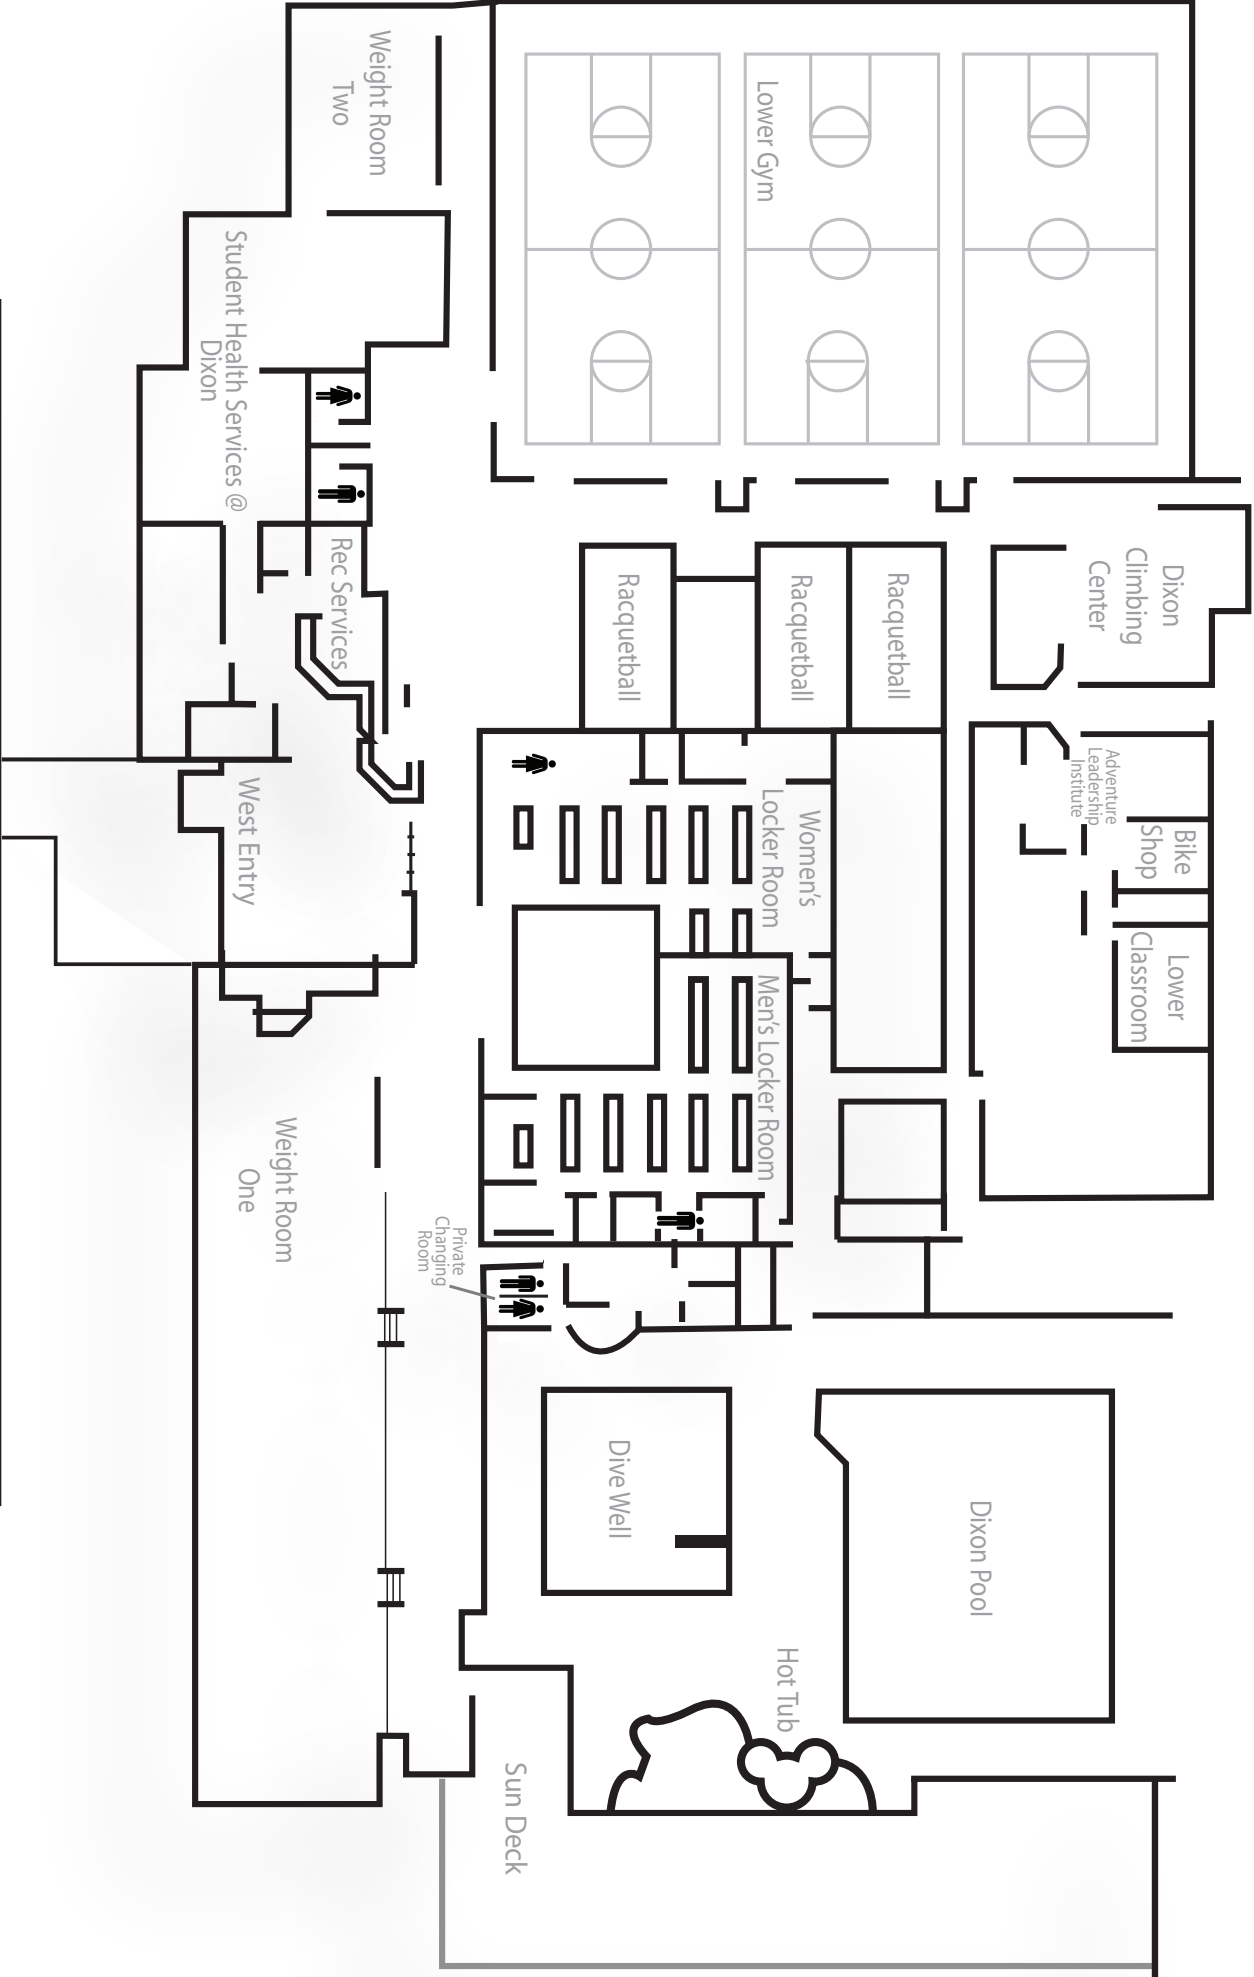 Weight Room
Two
Lower Gym
Student Health Services @
Dixon
Rec Services
Racquetball
Racquetball
Racquetball
Dixon
Climbing
Center
Adventure
Leadership
Institute
Bike
Shop
Lower
Classroom
West Entry
Women's
Locker Room
Men's Locker Room
Weight Room
One
Private
Changing
Room
Dive Well
Dixon Pool
Hot Tub
Sun Deck